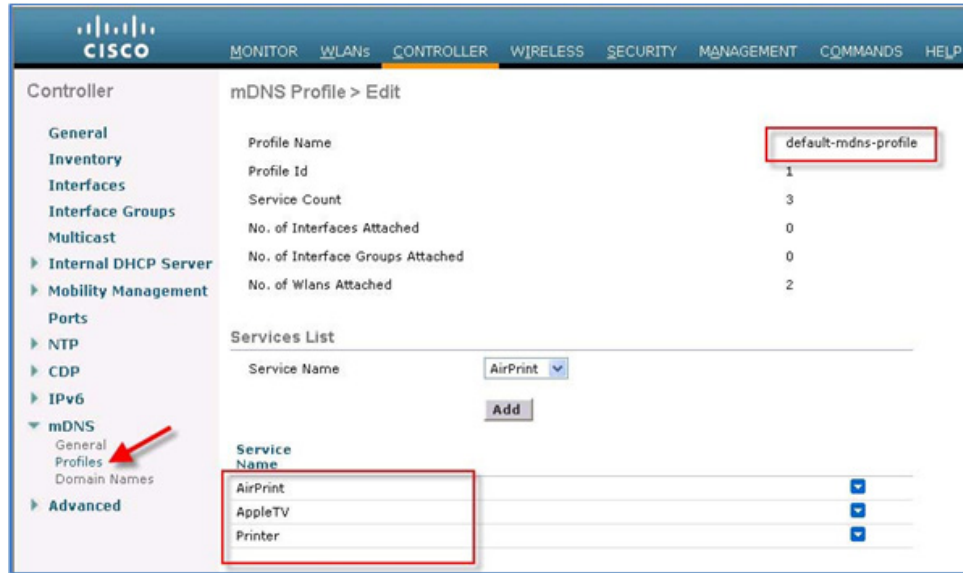 CISCO
MONITOR WLANs CONTROLLER WIRELESS SECURITY MANAGEMENT COMMANDS HELP
Controller
General
Inventory
Interfaces
Interface Groups
Multicast
Internal DHCP Server
Mobility Management
Ports
NTP
CDP
IPv6
mDNS
General
Profiles
Domain Names
Advanced
mDNS Profile > Edit
Profile Name default-mdns-profile
Profile Id 1
Service Count 3
No. of Interfaces Attached 0
No. of Interface Groups Attached 0
No. of Wlans Attached 2
Services List
Service Name AirPrint
Add
Service
Name
AirPrint
AppleTV
Printer